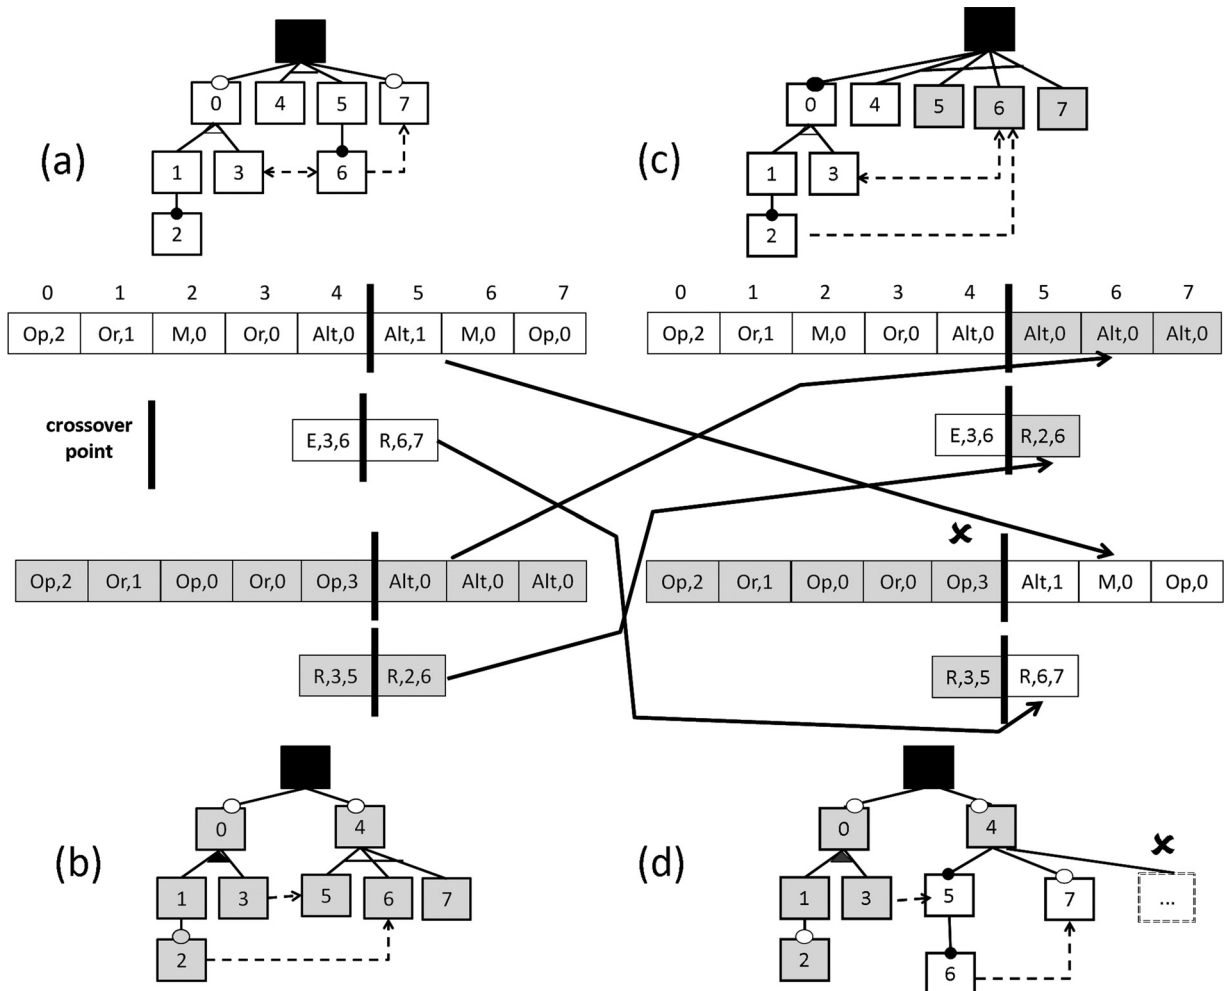 0 4 5 7
1 3 6
2
(a)
0 4 5 6 7
1 3
2
(c)
0 1 2 3 4 5 6 7
Op,2 Or,1 M,0 Or,0 Alt,0 Alt,1 M,0 Op,0
0 1 2 3 4 5 6 7
Op,2 Or,1 M,0 Or,0 Alt,0 Alt,0 Alt,0 Alt,0
crossover
point
E,3,6 R,6,7
E,3,6 R,2,6
Op,2 Or,1 Op,0 Or,0 Op,3 Alt,0 Alt,0 Alt,0
Op,2 Or,1 Op,0 Or,0 Op,3 Alt,1 M,0 Op,0
R,3,5 R,2,6
R,3,5 R,6,7
(b)
0 4
1 3 5 6 7
2
(d)
0 4
1 3 5 7 ...
2 6